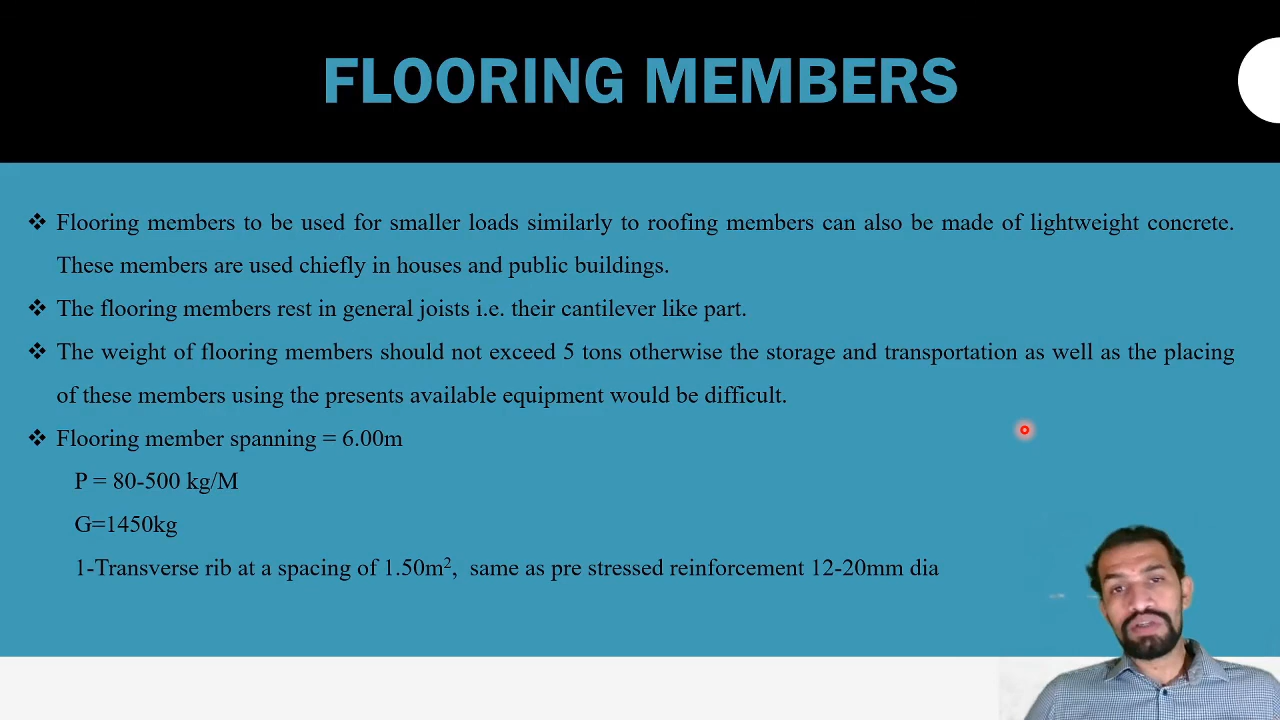 FLOORING MEMBERS
❖ Flooring members to be used for smaller loads similarly to roofing members can also be made of lightweight concrete.
These members are used chiefly in houses and public buildings.
❖ The flooring members rest in general joists i.e. their cantilever like part.
❖ The weight of flooring members should not exceed 5 tons otherwise the storage and transportation as well as the placing
of these members using the presents available equipment would be difficult.
❖ Flooring member spanning = 6.00m
P = 80-500 kg/M
G=1450kg
1-Transverse rib at a spacing of 1.50m², same as pre stressed reinforcement 12-20mm dia